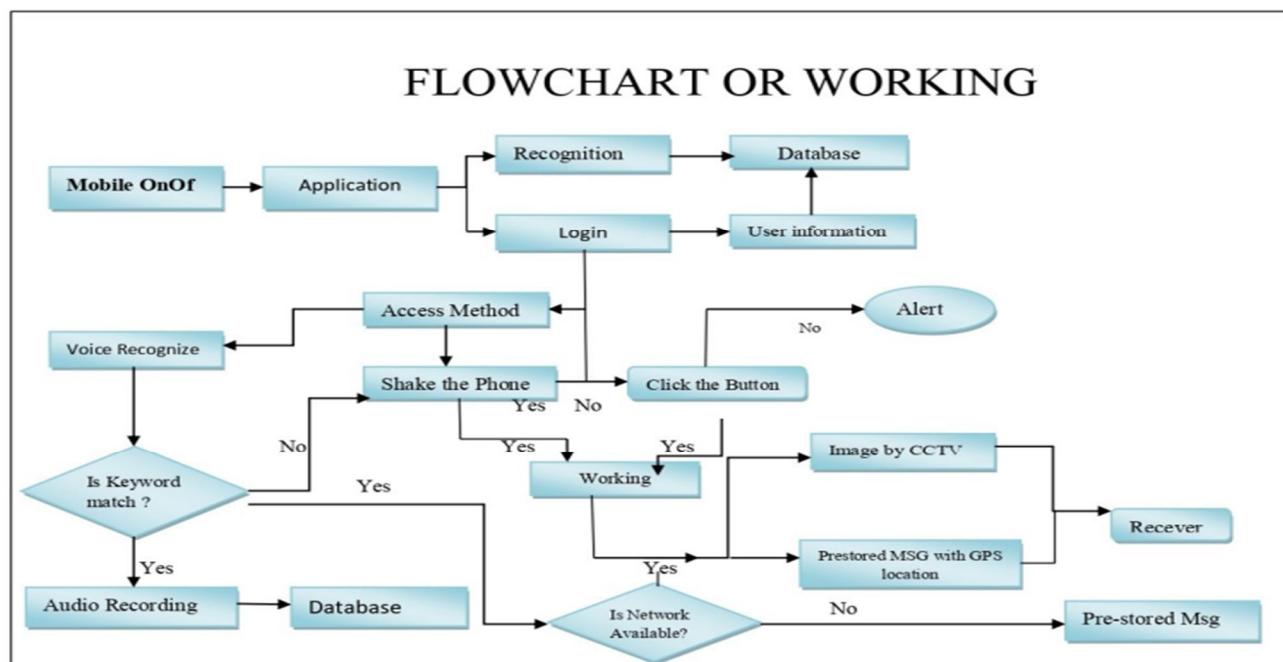 FLOWCHART OR WORKING
Mobile OnOf
Application
Recognition
Database
Login
User information
Access Method
Alert
No
Voice Recognize
Shake the Phone
Click the Button
Yes
No
No
Yes
Yes
Image by CCTV
Working
Is Keyword
match ?
Yes
Recever
Prestored MSG with GPS
location
Yes
Yes
Audio Recording
Database
Is Network
Available?
No
Pre-stored Msg